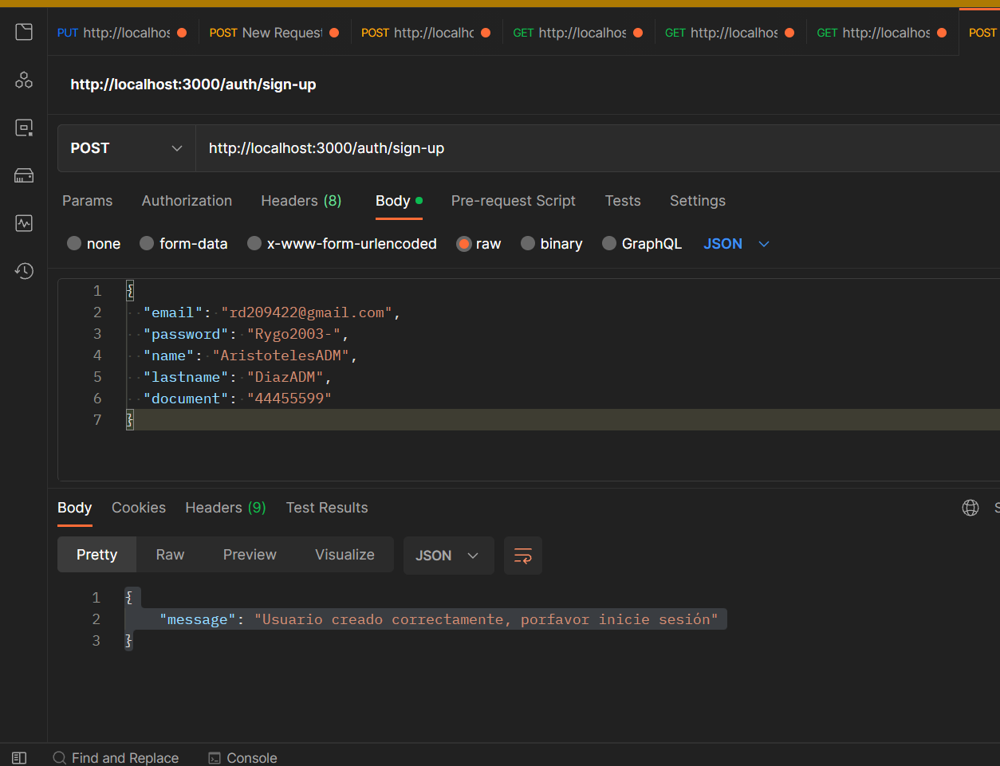 PUT http://localhos
POST New Request
POST http://localhc
GET http://localhos
GET http://localhos
GET http://localhos
POST
http://localhost:3000/auth/sign-up
POST http://localhost:3000/auth/sign-up
Params Authorization Headers (8) Body Pre-request Script Tests Settings
none form-data x-www-form-urlencoded raw binary GraphQL JSON
1 {
2 "email": "rd209422@gmail.com",
3 "password": "Rygo2003-",
4 "name": "AristotelesADM",
5 "lastname": "DiazADM",
6 "document": "44455599"
7 }
Body Cookies Headers (9) Test Results S
Pretty Raw Preview Visualize JSON
1 {
2 "message": "Usuario creado correctamente, porfavor inicie sesión"
3 }
Find and Replace Console